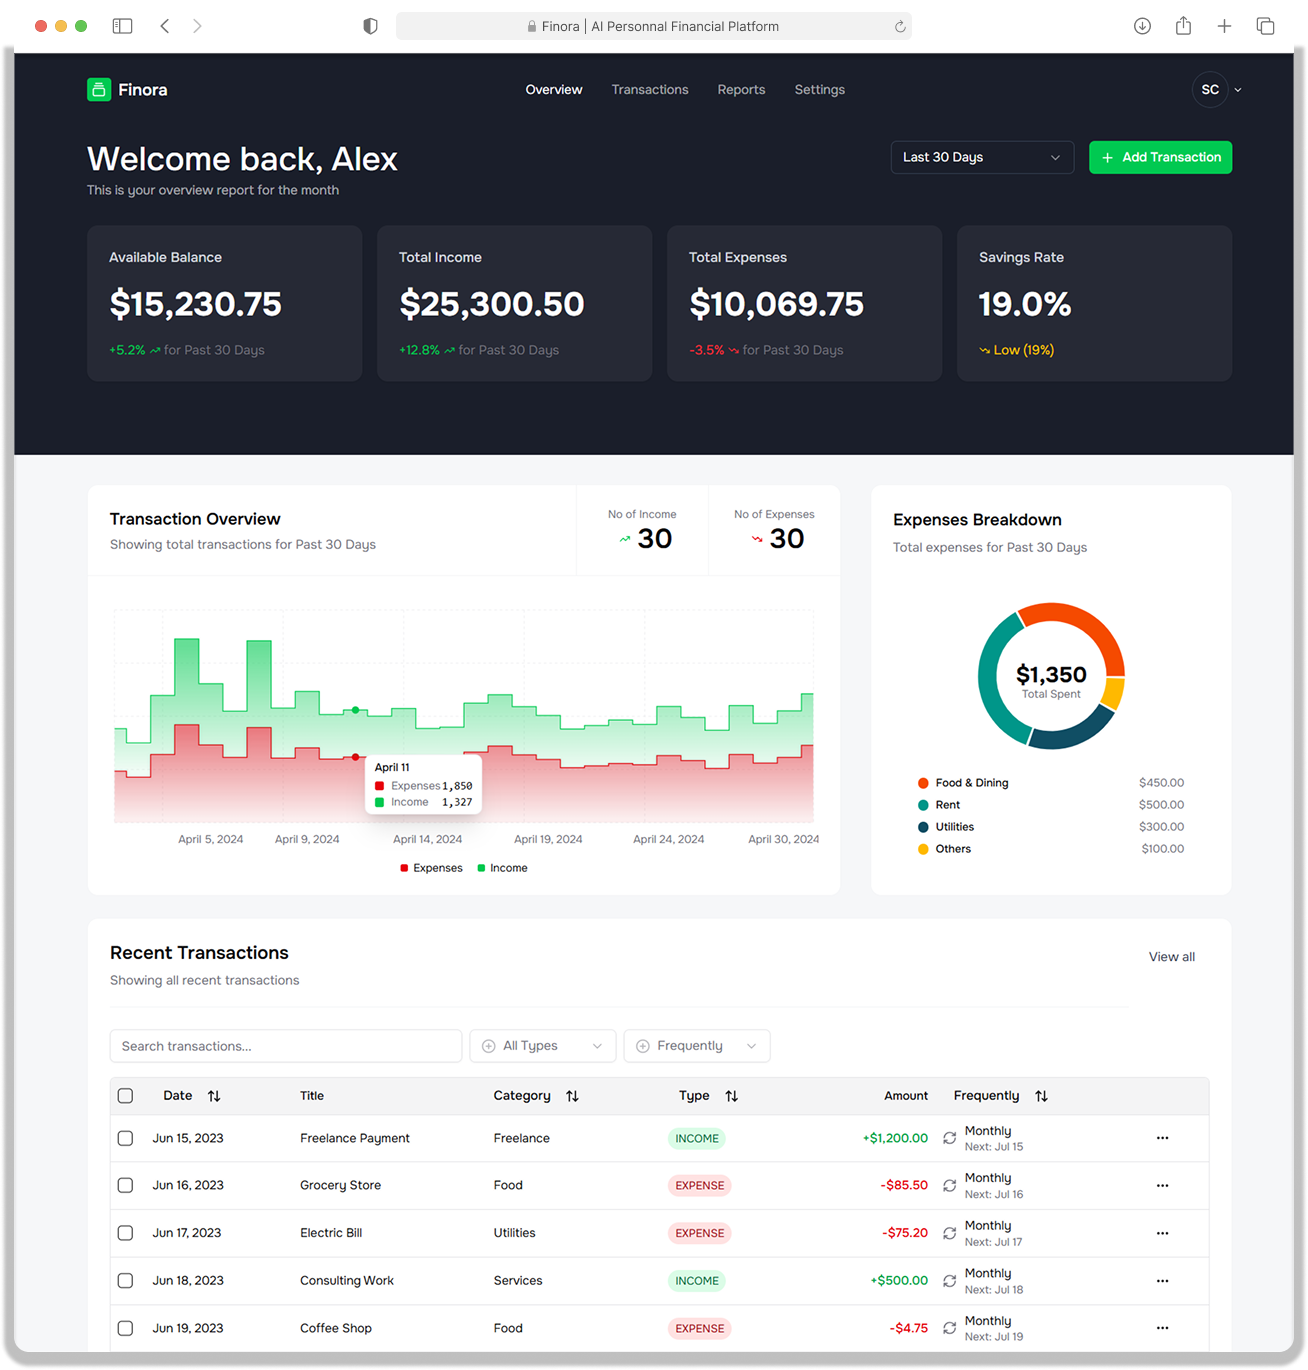 Finora | AI Personnal Financial Platform
Finora
Overview Transactions Reports Settings
SC
Welcome back, Alex
This is your overview report for the month
Last 30 Days
+ Add Transaction
Available Balance
$15,230.75
+5.2% for Past 30 Days
Total Income
$25,300.50
+12.8% for Past 30 Days
Total Expenses
$10,069.75
-3.5% for Past 30 Days
Savings Rate
19.0%
Low (19%)
Transaction Overview
Showing total transactions for Past 30 Days
No of Income
30
No of Expenses
30
April 11
Expenses 1,850
Income 1,327
April 5, 2024 April 9, 2024 April 14, 2024 April 19, 2024 April 24, 2024 April 30, 2024
Expenses Income
Expenses Breakdown
Total expenses for Past 30 Days
$1,350
Total Spent
Food & Dining $450.00
Rent $500.00
Utilities $300.00
Others $100.00
Recent Transactions
Showing all recent transactions
View all
Search transactions...
All Types
Frequently
Date Title Category Type Amount Frequently
Jun 15, 2023 Freelance Payment Freelance INCOME +$1,200.00 Monthly
Next: Jul 15
Jun 16, 2023 Grocery Store Food EXPENSE -$85.50 Monthly
Next: Jul 16
Jun 17, 2023 Electric Bill Utilities EXPENSE -$75.20 Monthly
Next: Jul 17
Jun 18, 2023 Consulting Work Services INCOME +$500.00 Monthly
Next: Jul 18
Jun 19, 2023 Coffee Shop Food EXPENSE -$4.75 Monthly
Next: Jul 19